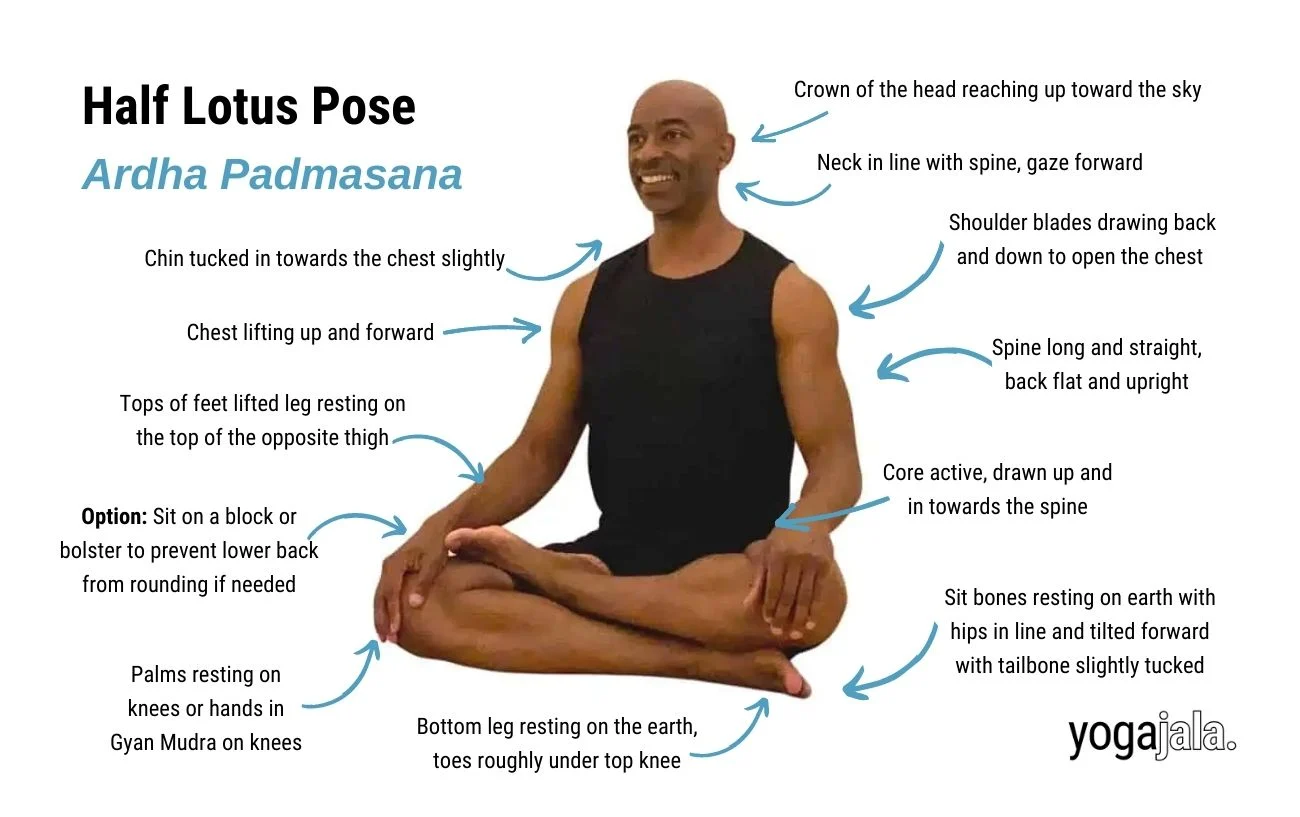 Half Lotus Pose
Ardha Padmasana
Crown of the head reaching up toward the sky
Neck in line with spine, gaze forward
Shoulder blades drawing back
and down to open the chest
Chin tucked in towards the chest slightly
Chest lifting up and forward
Spine long and straight,
back flat and upright
Tops of feet lifted leg resting on
the top of the opposite thigh
Core active, drawn up and
in towards the spine
Option: Sit on a block or
bolster to prevent lower back
from rounding if needed
Sit bones resting on earth with
hips in line and tilted forward
with tailbone slightly tucked
Palms resting on
knees or hands in
Gyan Mudra on knees
Bottom leg resting on the earth,
toes roughly under top knee
yogajala.